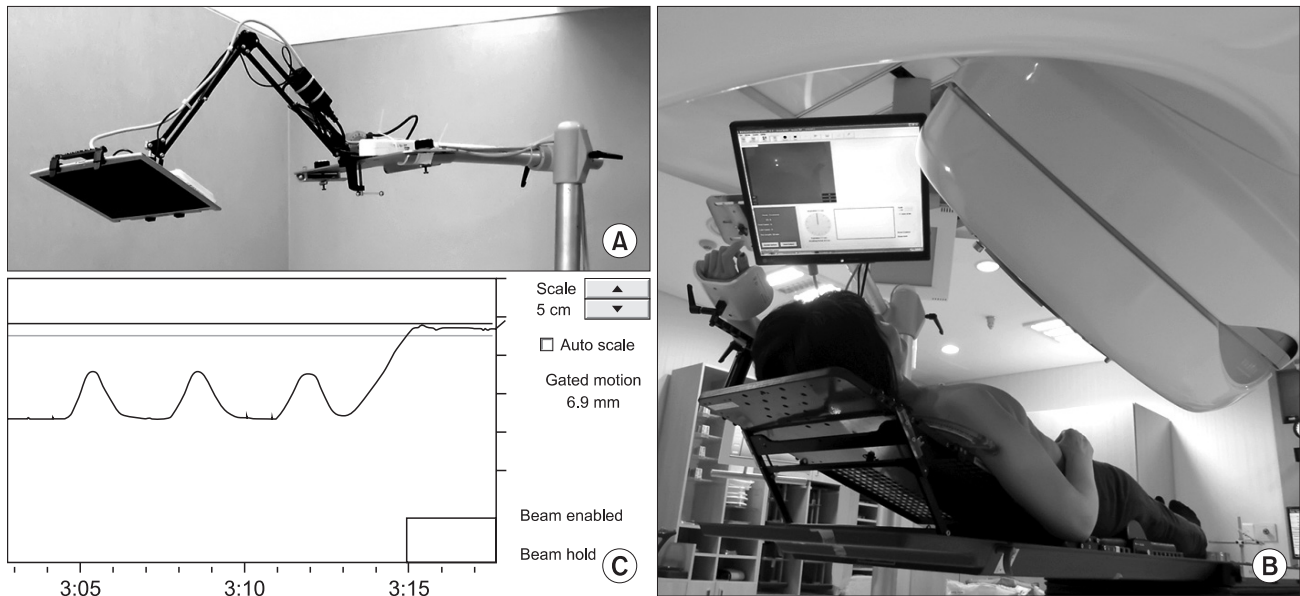 A
Scale
5 cm
Auto scale
Gated motion
6.9 mm
Beam enabled
Beam hold
C
3:05
3:10
3:15
B